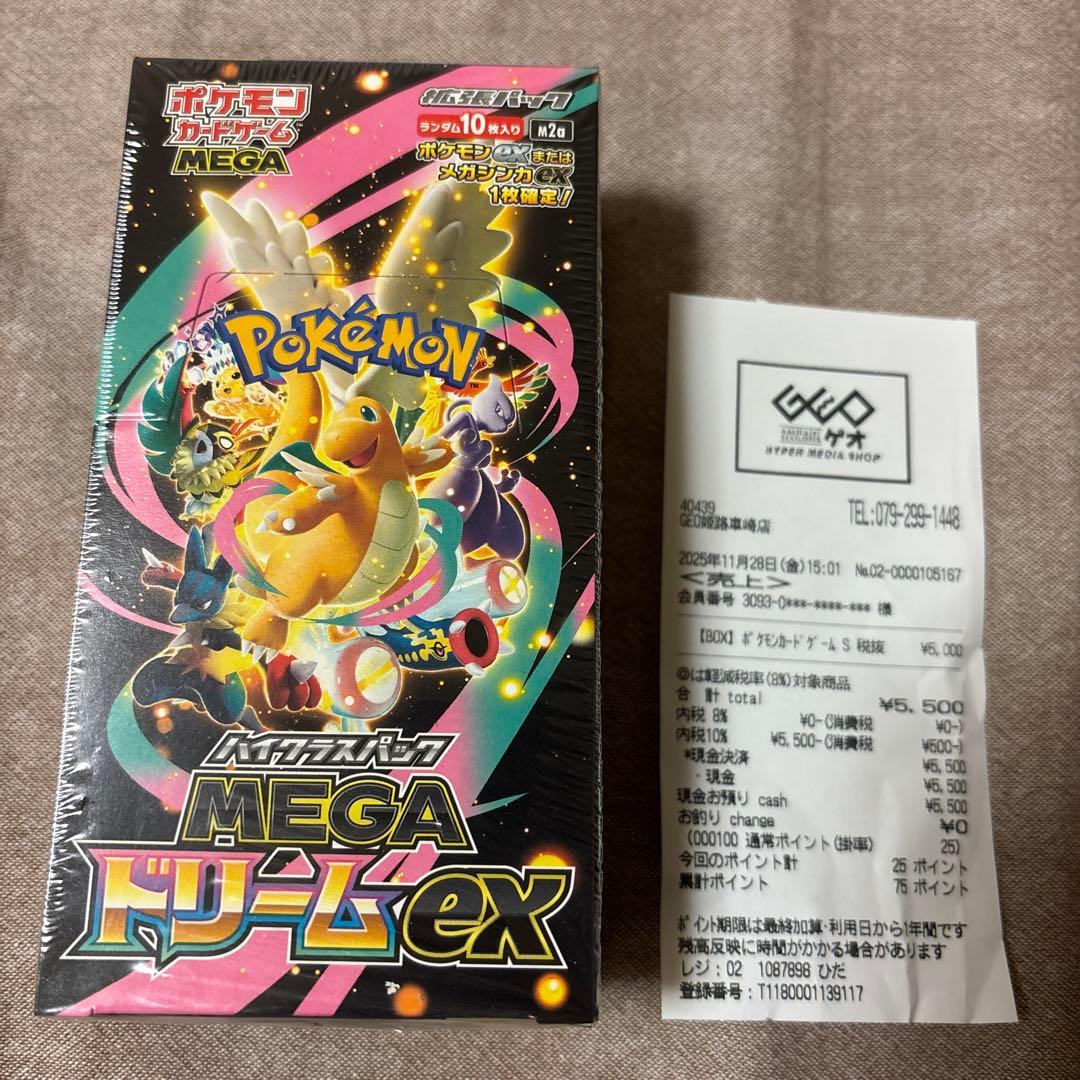 ポケモン
カードゲーム
MEGA
拡張パック
ランダム10枚入り
M2a
ポケモンexまたは
メガシンカex
1枚確定！
POKéMON
TM
ハイクラスパック
MEGA
ドリームex
GEO
ゲオ
HYPER MEDIA SHOP
40439 TEL:079-299-1448
GEO姫路車崎店
2025年11月28日(金)15:01 №02-0000105167
＜売上＞
会員番号 3093-0***-****-*** 様
【BOX】ポケモンカードゲーム S 税抜 ¥5,000
@は軽減税率(8%)対象商品
合 計 total ¥5,500
内税 8% ¥0-(消費税 ¥0-)
内税10% ¥5,500-(消費税 ¥500-)
*現金決済 ¥5,500
・現金 ¥5,500
現金お預り cash ¥5,500
お釣り change ¥0
(000100 通常ポイント(掛率) 25)
今回のポイント計 25 ポイント
累計ポイント 75 ポイント
ポイント期限は最終加算・利用日から1年間です
残高反映に時間がかかる場合があります
レジ:02 1087898 ひだ
登録番号:T1180001139117